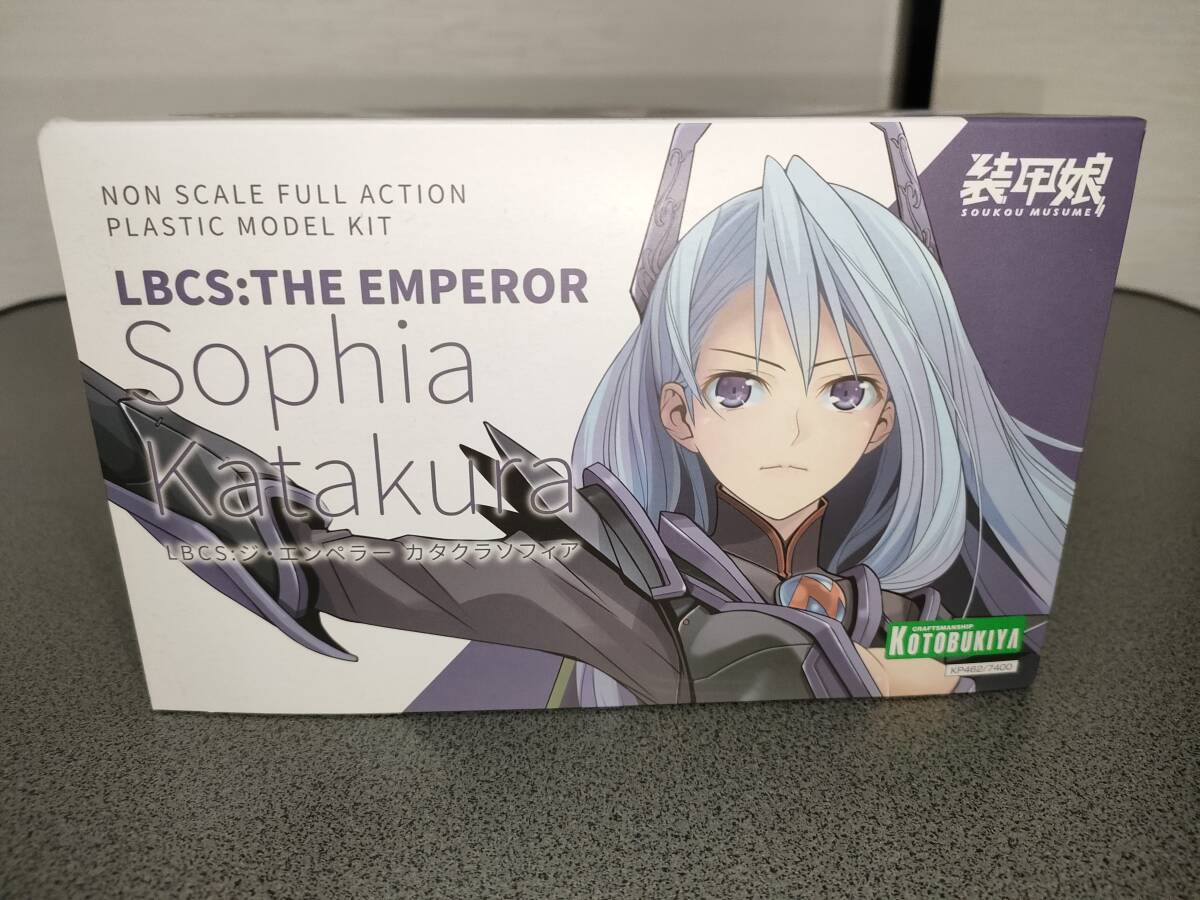 NON SCALE FULL ACTION
PLASTIC MODEL KIT
LBCS:THE EMPEROR
Sophia
Katakura
LBCS:ジ・エンペラー カタクラソフィア
装甲娘
SOUKOU MUSUME
CRAFTSMANSHIP
KOTOBUKIYA
KP462/7400